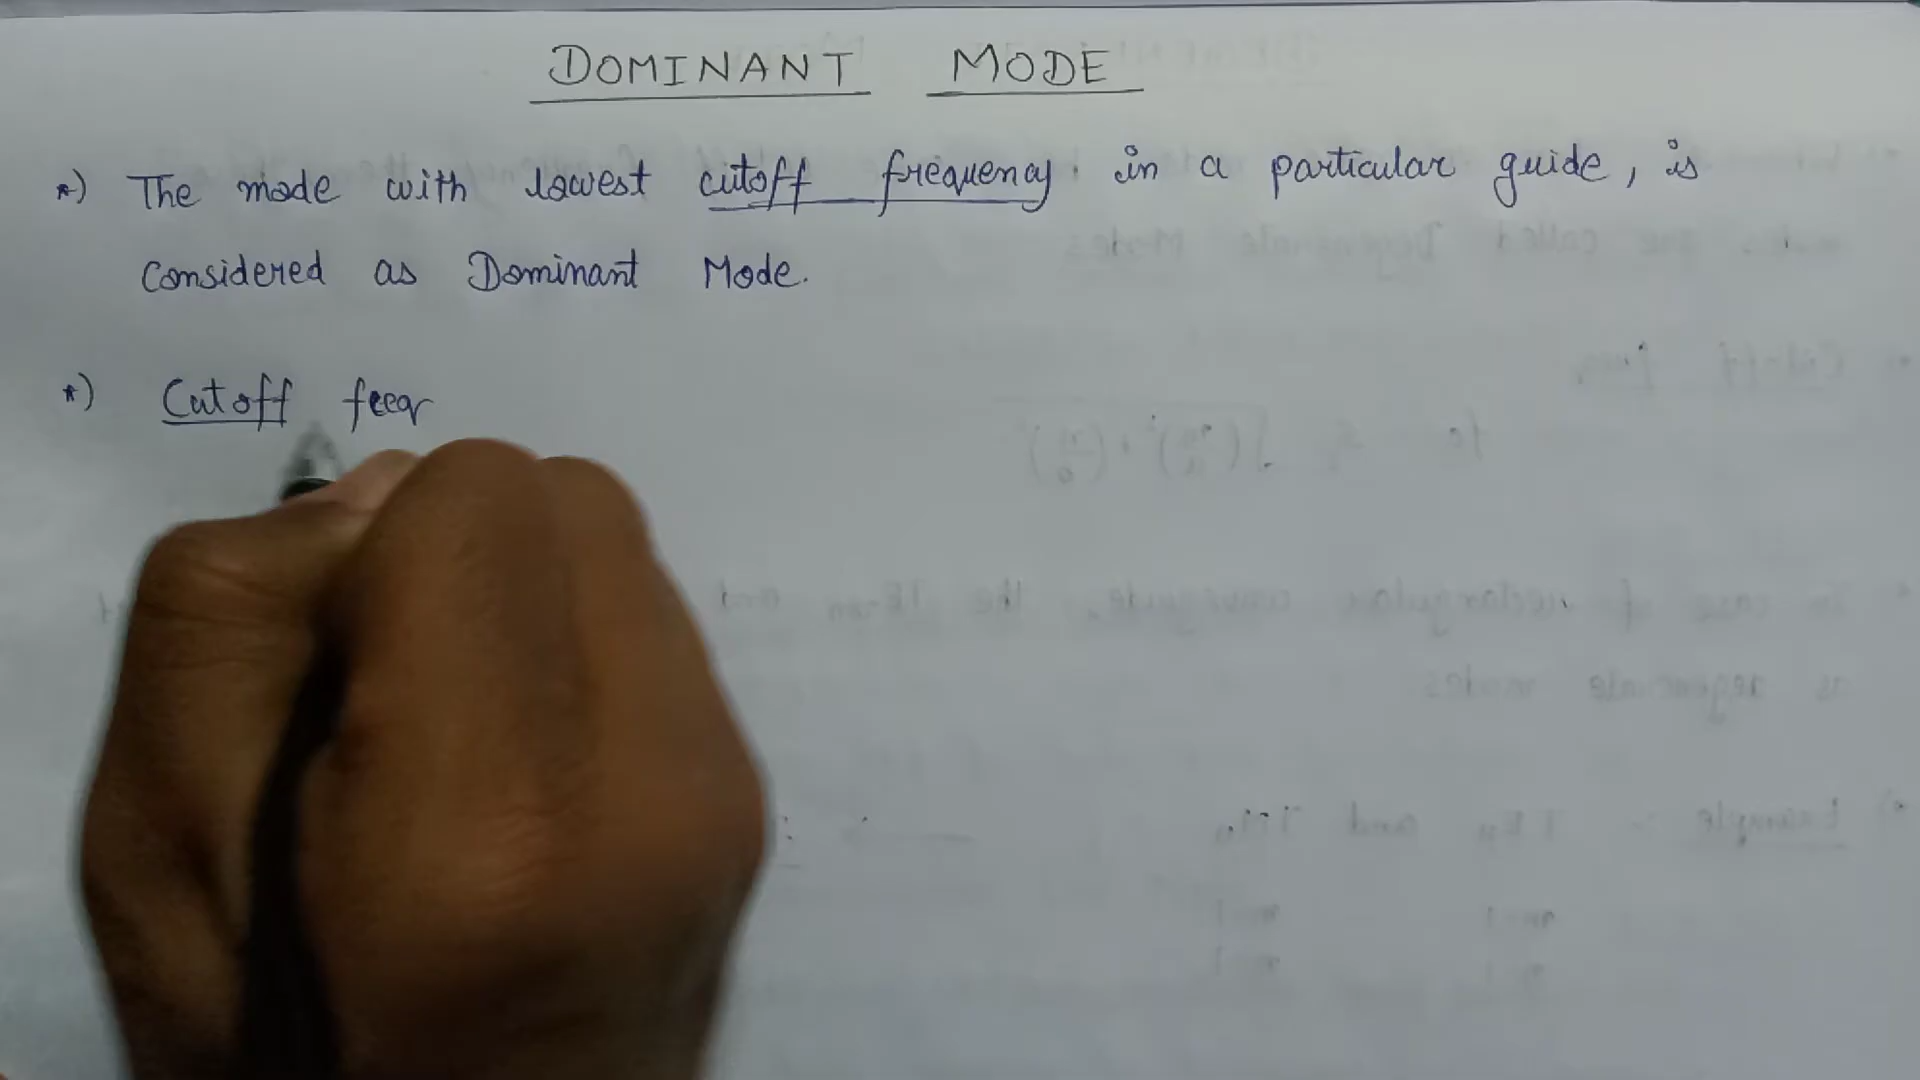 DOMINANT MODE
*) The mode with lowest cutoff frequency in a particular guide, is
considered as Dominant Mode.
*) Cutoff freq